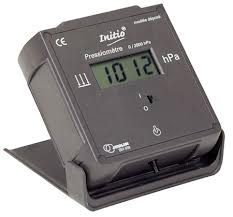 modèle déposé
CE
Initio
Pressiomètre
0 / 2000 hPa
1012
hPa